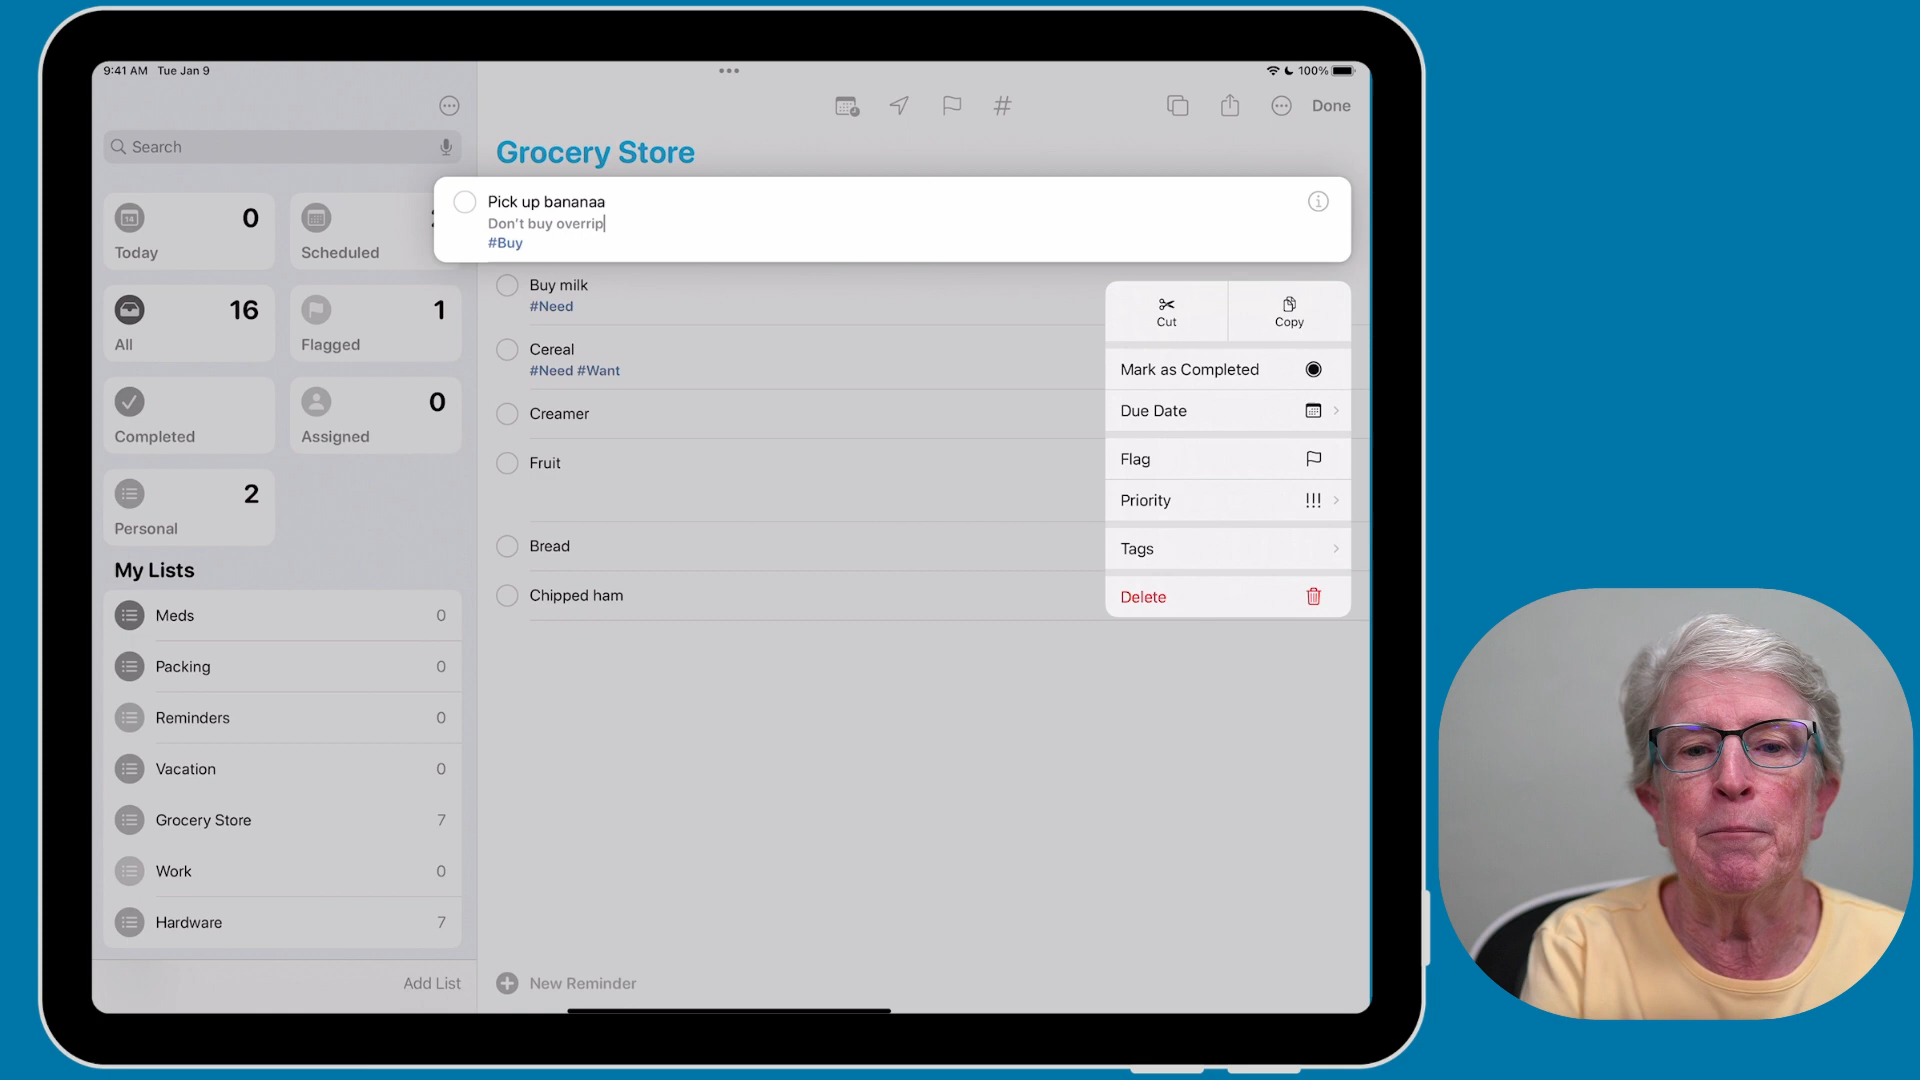 9:41 AM Tue Jan 9
100%
Search
14
0
Today
Scheduled
16
All
1
Flagged
Completed
0
Assigned
2
Personal
My Lists
Meds 0
Packing 0
Reminders 0
Vacation 0
Grocery Store 7
Work 0
Hardware 7
Add List
Done
Grocery Store
Pick up bananaa
Don't buy overrip
#Buy
Buy milk
#Need
Cereal
#Need #Want
Creamer
Fruit
Bread
Chipped ham
New Reminder
Cut
Copy
Mark as Completed
Due Date
Flag
Priority !!!
Tags
Delete